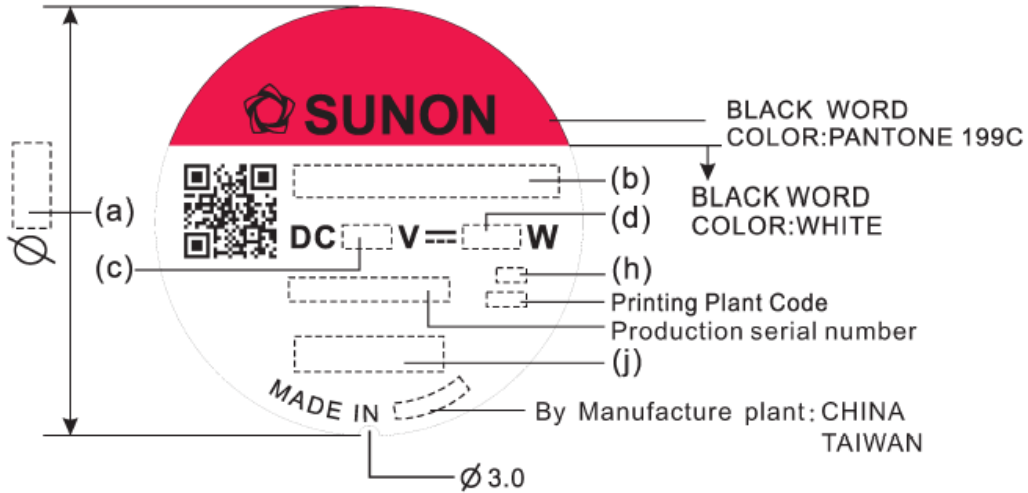 SUNON
BLACK WORD
COLOR:PANTONE 199C
(b)
BLACK WORD
COLOR:WHITE
(a)
Ø
(d)
DC V W
(c)
(h)
Printing Plant Code
Production serial number
(j)
MADE IN
By Manufacture plant: CHINA
TAIWAN
Ø 3.0